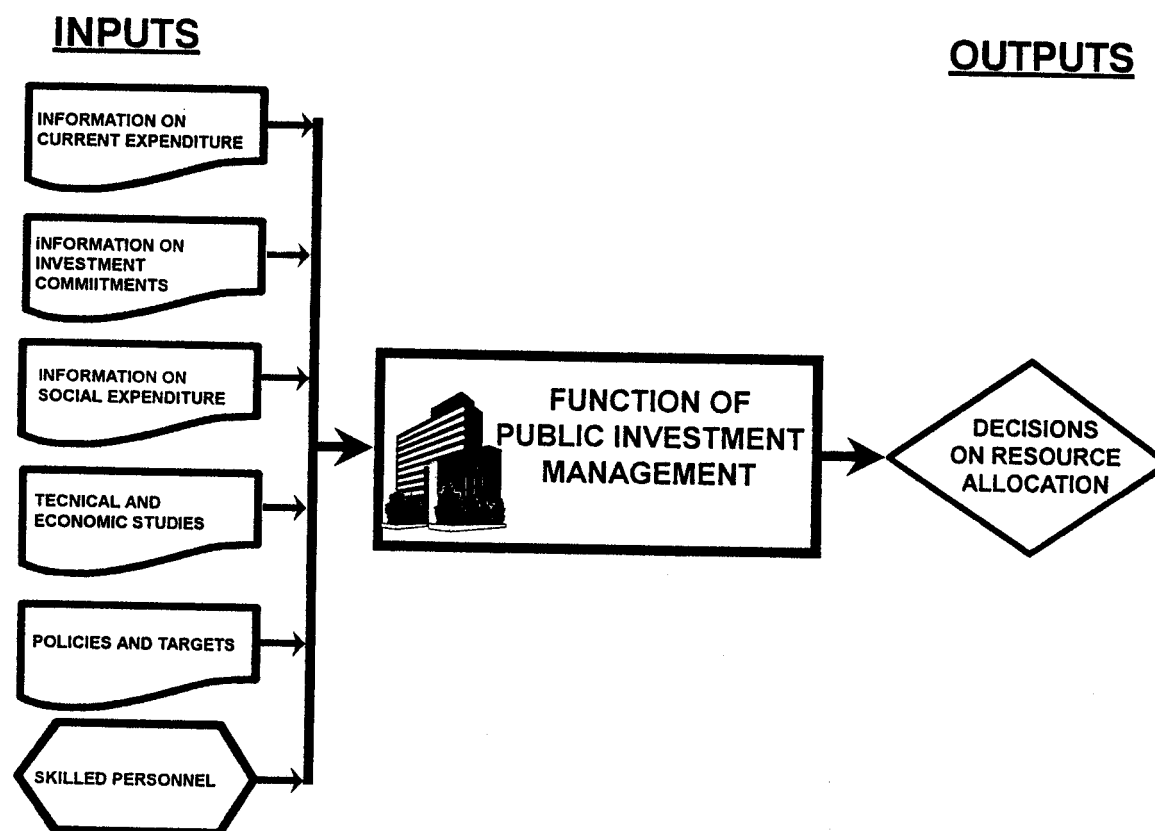 INPUTS
OUTPUTS
INFORMATION ON
CURRENT EXPENDITURE
iNFORMATION ON
INVESTMENT
COMMIITMENTS
INFORMATION ON
SOCIAL EXPENDITURE
TECNICAL AND
ECONOMIC STUDIES
POLICIES AND TARGETS
SKILLED PERSONNEL
FUNCTION OF
PUBLIC INVESTMENT
MANAGEMENT
DECISIONS
ON RESOURCE
ALLOCATION